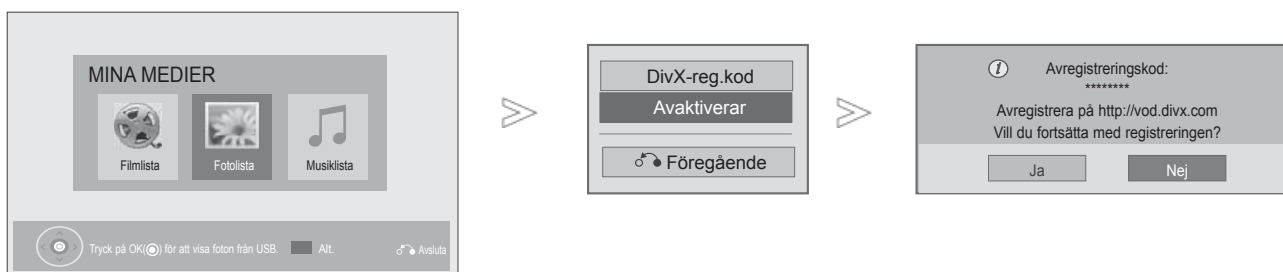 MINA MEDIER
Filmlista
Fotolista
Musiklista
Tryck på OK(◉) för att visa foton från USB.
Alt.
Avsluta
DivX-reg.kod
Avaktiverar
Föregående
Avregistreringskod:
********
Avregistrera på http://vod.divx.com
Vill du fortsätta med registreringen?
Ja
Nej